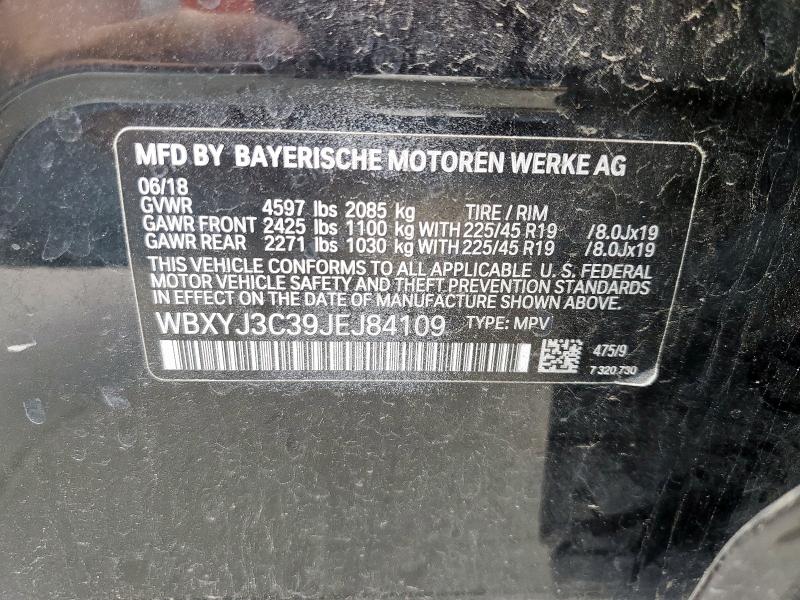 MFD BY BAYERISCHE MOTOREN WERKE AG
06/18
GVWR 4597 lbs 2085 kg TIRE / RIM
GAWR FRONT 2425 lbs 1100 kg WITH 225/45 R19 /8.0Jx19
GAWR REAR 2271 lbs 1030 kg WITH 225/45 R19 /8.0Jx19
THIS VEHICLE CONFORMS TO ALL APPLICABLE U. S. FEDERAL
MOTOR VEHICLE SAFETY AND THEFT PREVENTION STANDARDS
IN EFFECT ON THE DATE OF MANUFACTURE SHOWN ABOVE.
WBXYJ3C39JEJ84109 TYPE: MPV
475/9
7 320 730